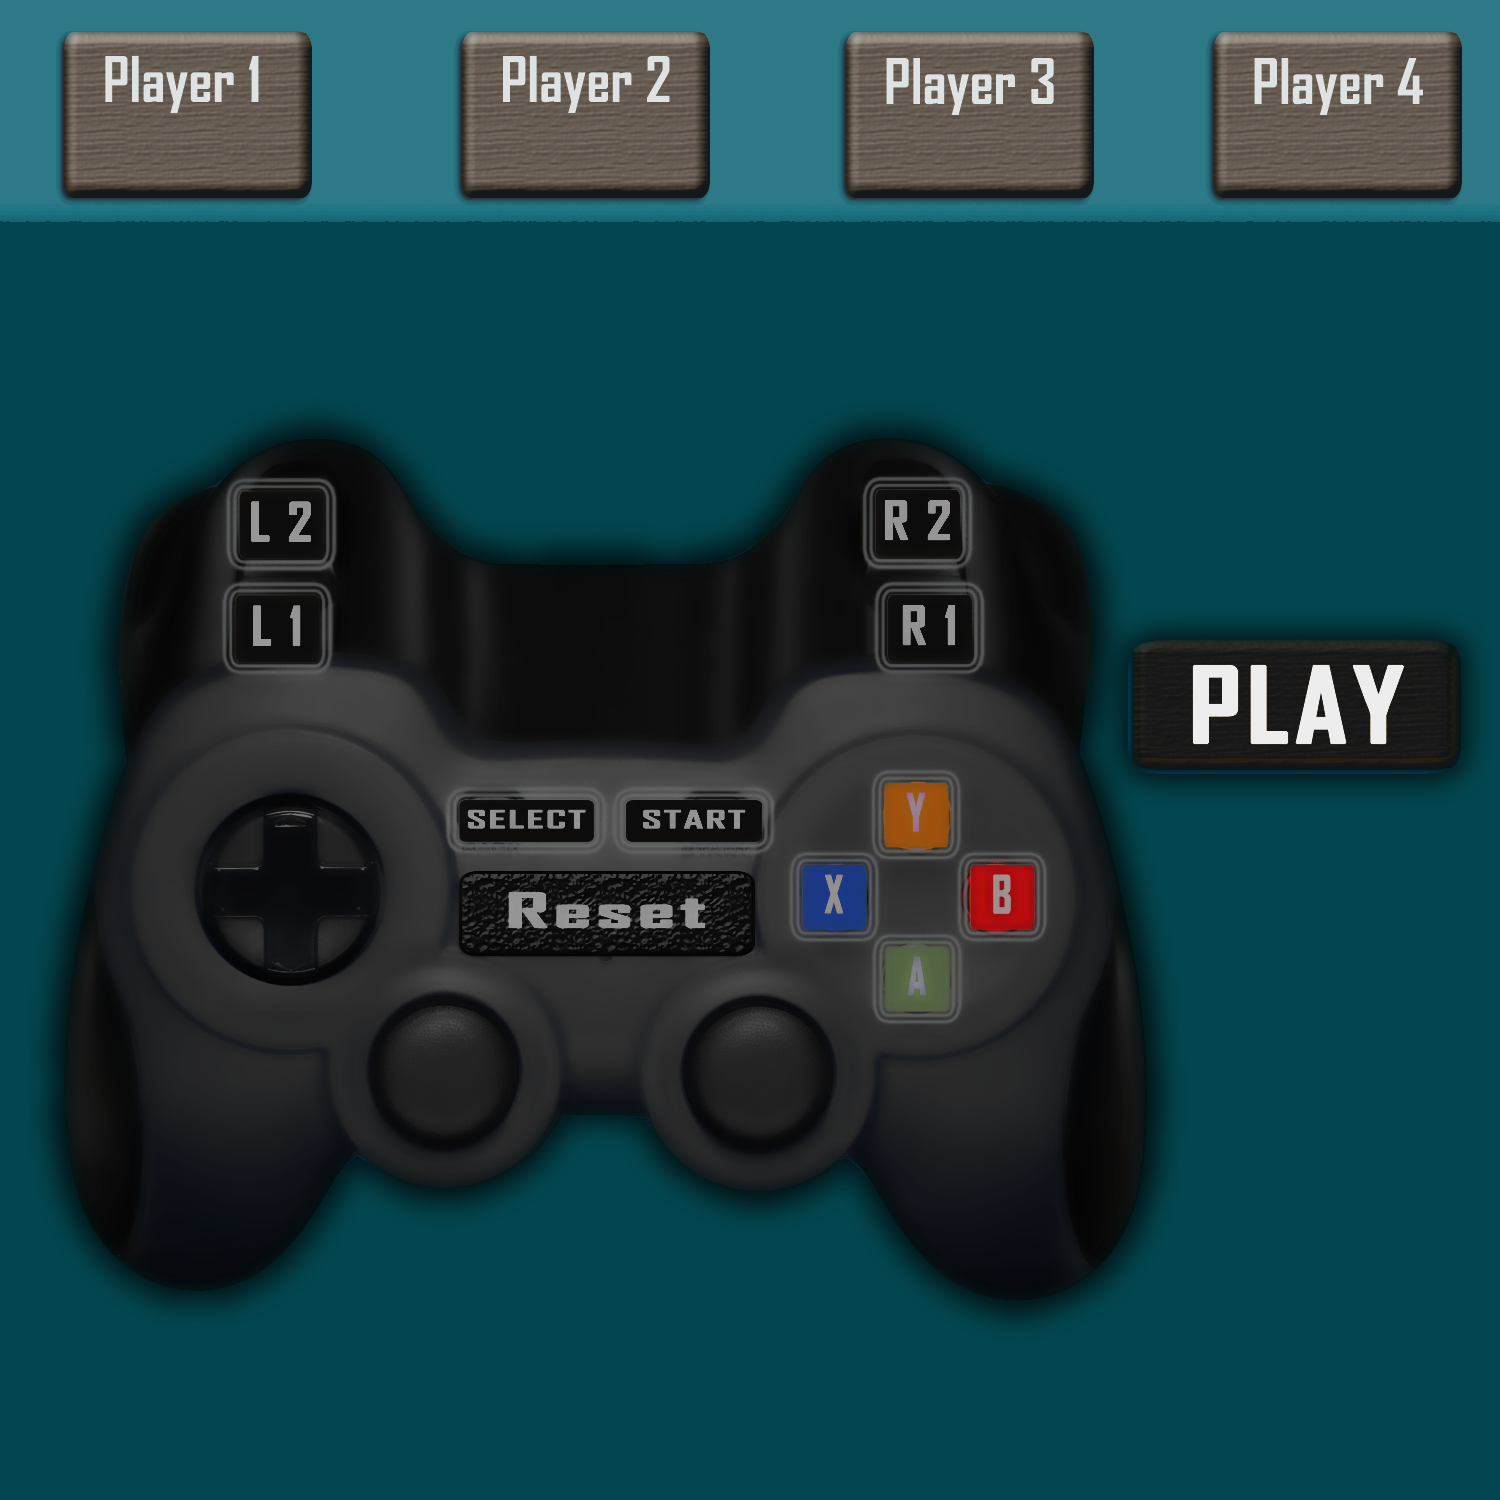 Player 1
Player 2
Player 3
Player 4
L 2
R 2
L 1
R 1
PLAY
SELECT
START
Y
X
B
Reset
A